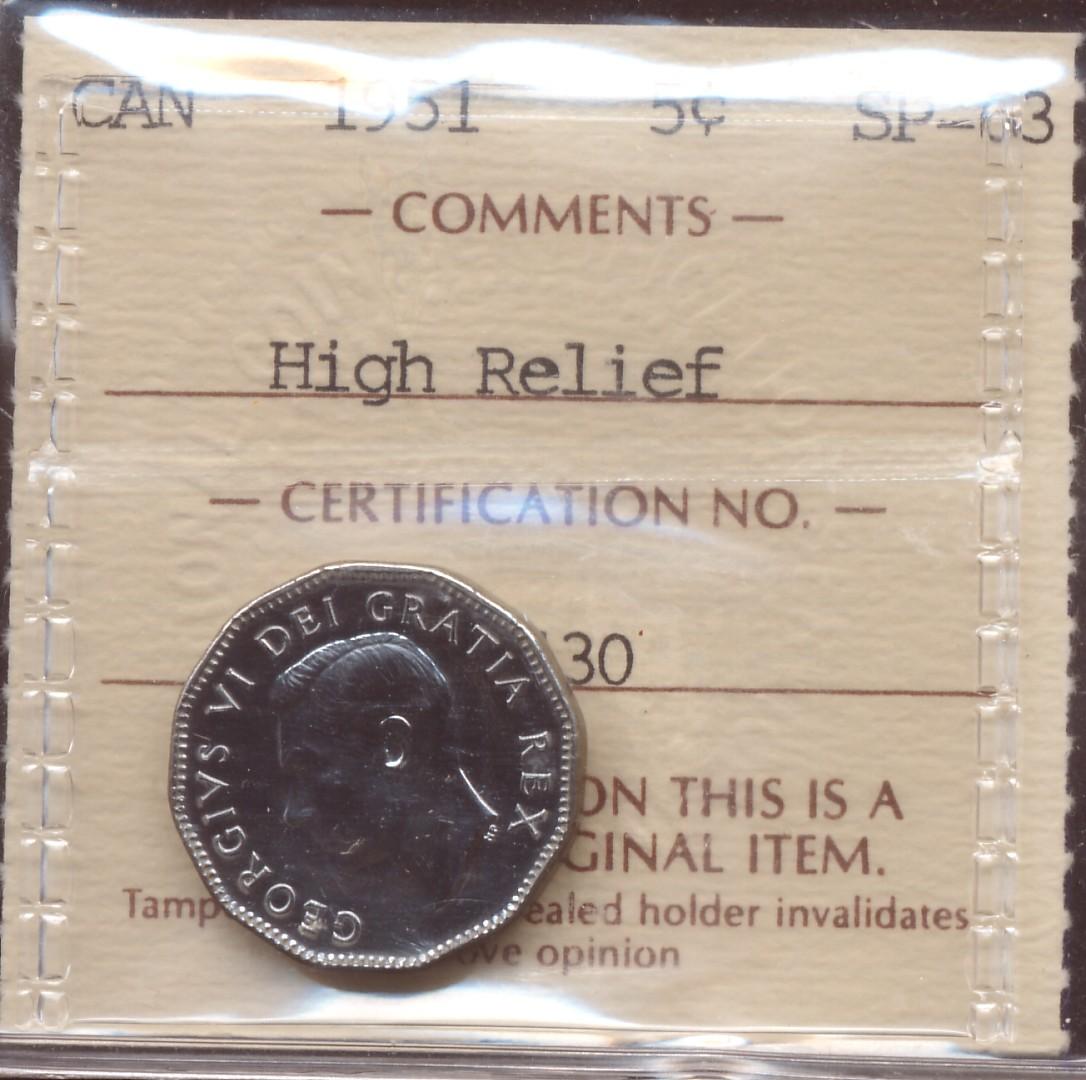 CAN 1951 5¢ SP-63
— COMMENTS —
High Relief
— CERTIFICATION NO. —
30
ON THIS IS A
GINAL ITEM.
Tamp ealed holder invalidates
ve opinion
GEORGIVS VI DEI GRATIA REX